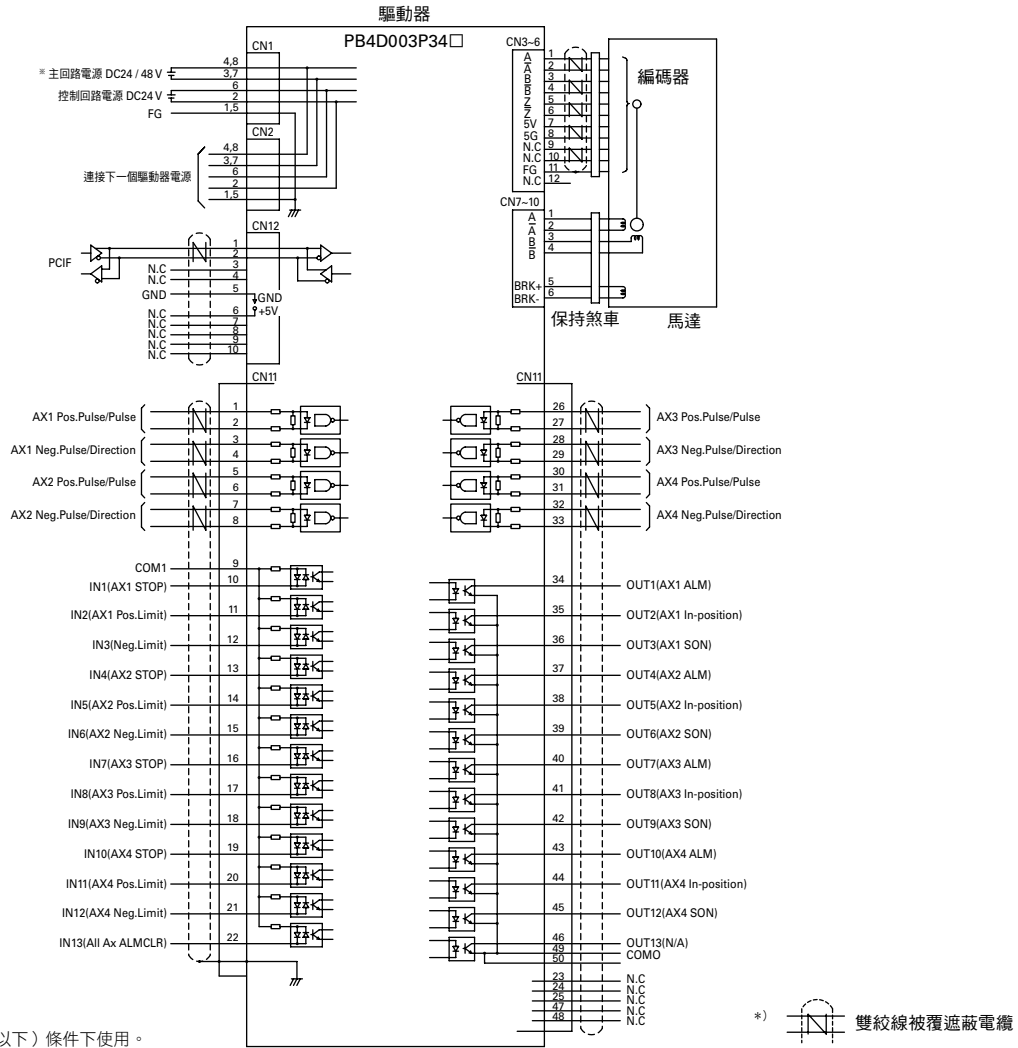 驅動器
PB4D003P34□
CN1
4,8
3,7
6
2
1,5
※ 主回路電源 DC24 / 48 V
控制回路電源 DC24 V
FG
CN2
4,8
3,7
6
2
1,5
連接下一個驅動器電源
CN12
PCIF
1
2
N.C 3
N.C 4
GND 5
GND
+5V
N.C 6
N.C 7
N.C 8
N.C 9
N.C 10
CN3~6
A 1
A̅ 2
B 3
B̅ 4
Z 5
Z̅ 6
5V 7
5G 8
N.C 9
N.C 10
FG 11
N.C 12
編碼器
CN7~10
A 1
A̅ 2
B 3
B̅ 4
BRK+ 5
BRK- 6
保持煞車
馬達
CN11
AX1 Pos.Pulse/Pulse
1
2
AX1 Neg.Pulse/Direction
3
4
AX2 Pos.Pulse/Pulse
5
6
AX2 Neg.Pulse/Direction
7
8
COM1 9
IN1(AX1 STOP) 10
IN2(AX1 Pos.Limit) 11
IN3(Neg.Limit) 12
IN4(AX2 STOP) 13
IN5(AX2 Pos.Limit) 14
IN6(AX2 Neg.Limit) 15
IN7(AX3 STOP) 16
IN8(AX3 Pos.Limit) 17
IN9(AX3 Neg.Limit) 18
IN10(AX4 STOP) 19
IN11(AX4 Pos.Limit) 20
IN12(AX4 Neg.Limit) 21
IN13(All Ax ALMCLR) 22
CN11
26
27
AX3 Pos.Pulse/Pulse
28
29
AX3 Neg.Pulse/Direction
30
31
AX4 Pos.Pulse/Pulse
32
33
AX4 Neg.Pulse/Direction
34 OUT1(AX1 ALM)
35 OUT2(AX1 In-position)
36 OUT3(AX1 SON)
37 OUT4(AX2 ALM)
38 OUT5(AX2 In-position)
39 OUT6(AX2 SON)
40 OUT7(AX3 ALM)
41 OUT8(AX3 In-position)
42 OUT9(AX3 SON)
43 OUT10(AX4 ALM)
44 OUT11(AX4 In-position)
45 OUT12(AX4 SON)
46 OUT13(N/A)
49 COMO
50
23 N.C
24 N.C
25 N.C
47 N.C
48 N.C
以下）條件下使用。
*) 雙絞線被覆遮蔽電纜